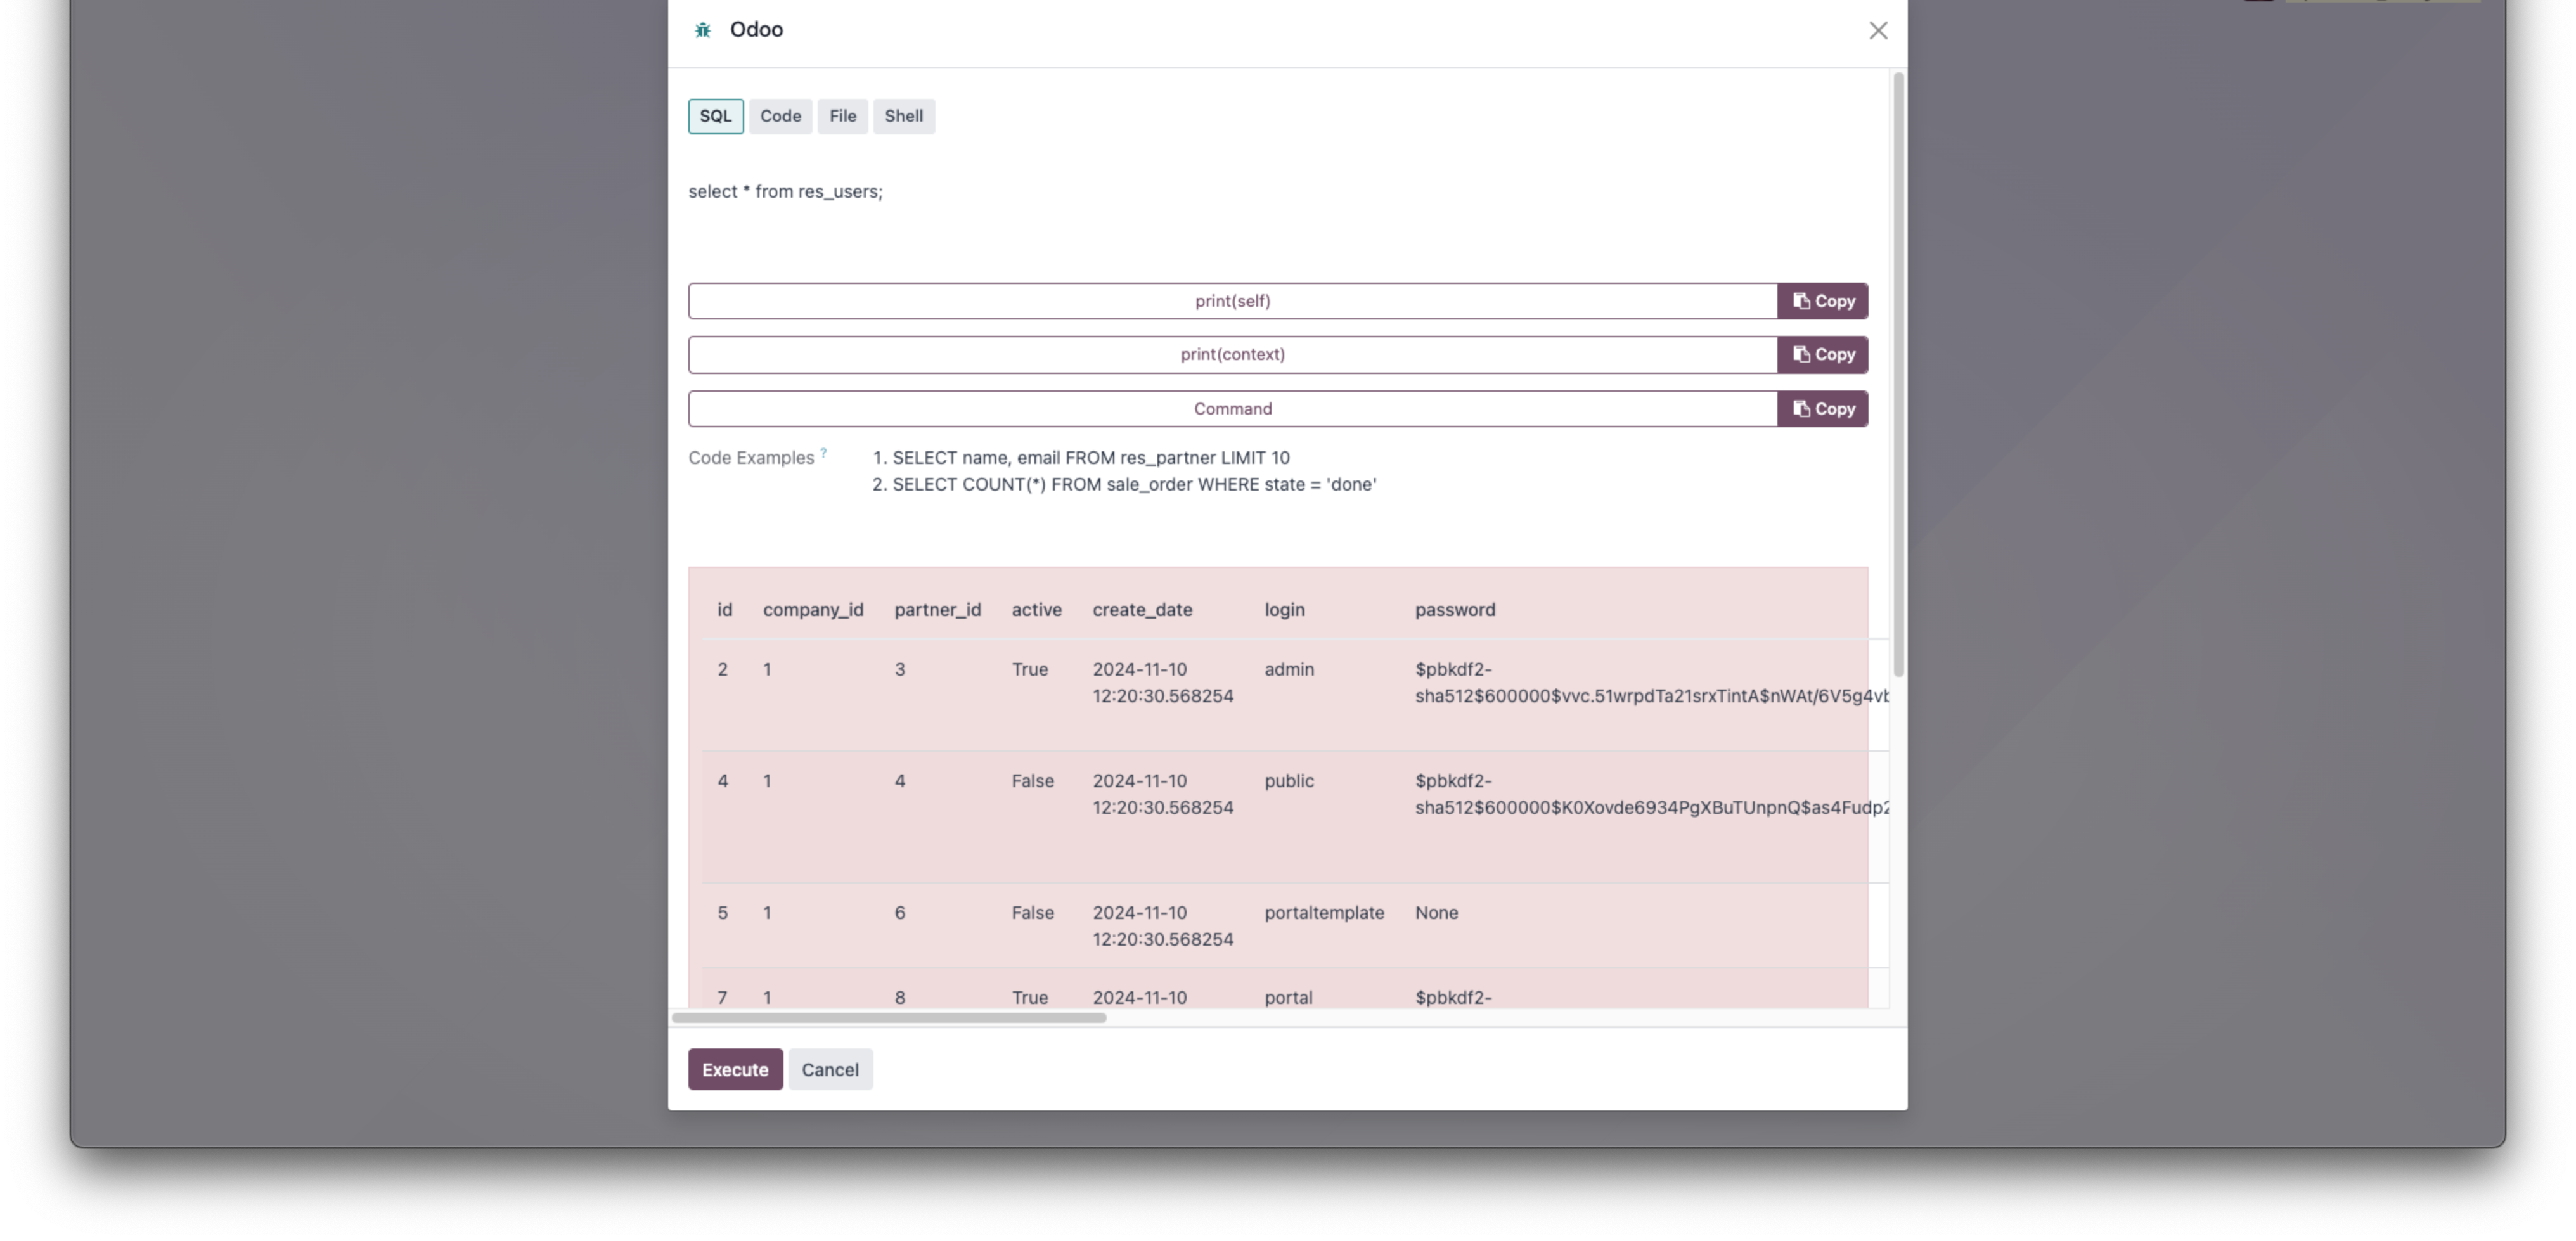 Odoo
SQL Code File Shell
select * from res_users;
print(self) Copy
print(context) Copy
Command Copy
Code Examples ? 1. SELECT name, email FROM res_partner LIMIT 10
2. SELECT COUNT(*) FROM sale_order WHERE state = 'done'
id company_id partner_id active create_date login password
2 1 3 True 2024-11-10 admin $pbkdf2-
12:20:30.568254 sha512$600000$vvc.51wrpdTa21srxTintA$nWAt/6V5g4vb
4 1 4 False 2024-11-10 public $pbkdf2-
12:20:30.568254 sha512$600000$K0Xovde6934PgXBuTUnpnQ$as4Fudp2
5 1 6 False 2024-11-10 portaltemplate None
12:20:30.568254
7 1 8 True 2024-11-10 portal $pbkdf2-
Execute Cancel